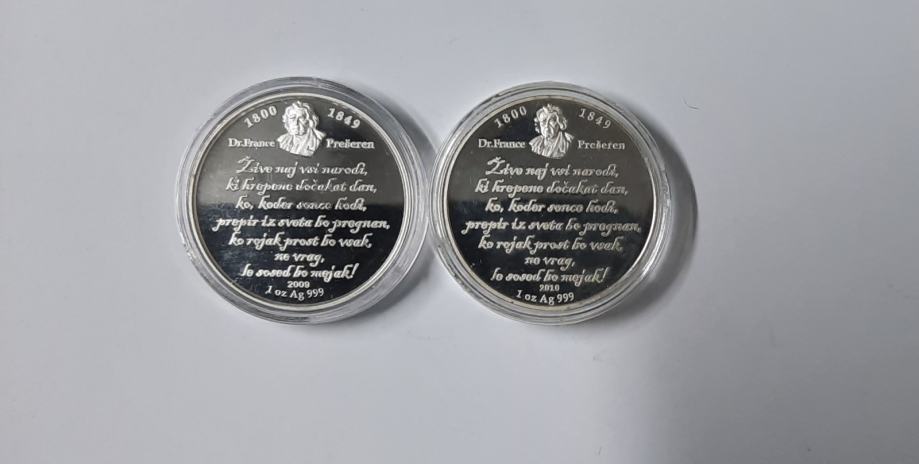 1800 1849
Dr. France Prešeren
Žive naj vsi narodi,
ki hrepene dočakat dan,
ko, koder sonce hodi,
prepir iz sveta bo pregnan,
ko rojak prost bo vsak,
ne vrag,
le sosed bo mejak!
2009
1 oz Ag 999
1800 1849
Dr. France Prešeren
Žive naj vsi narodi,
ki hrepene dočakat dan,
ko, koder sonce hodi,
prepir iz sveta bo pregnan,
ko rojak prost bo vsak,
ne vrag,
le sosed bo mejak!
2010
1 oz Ag 999